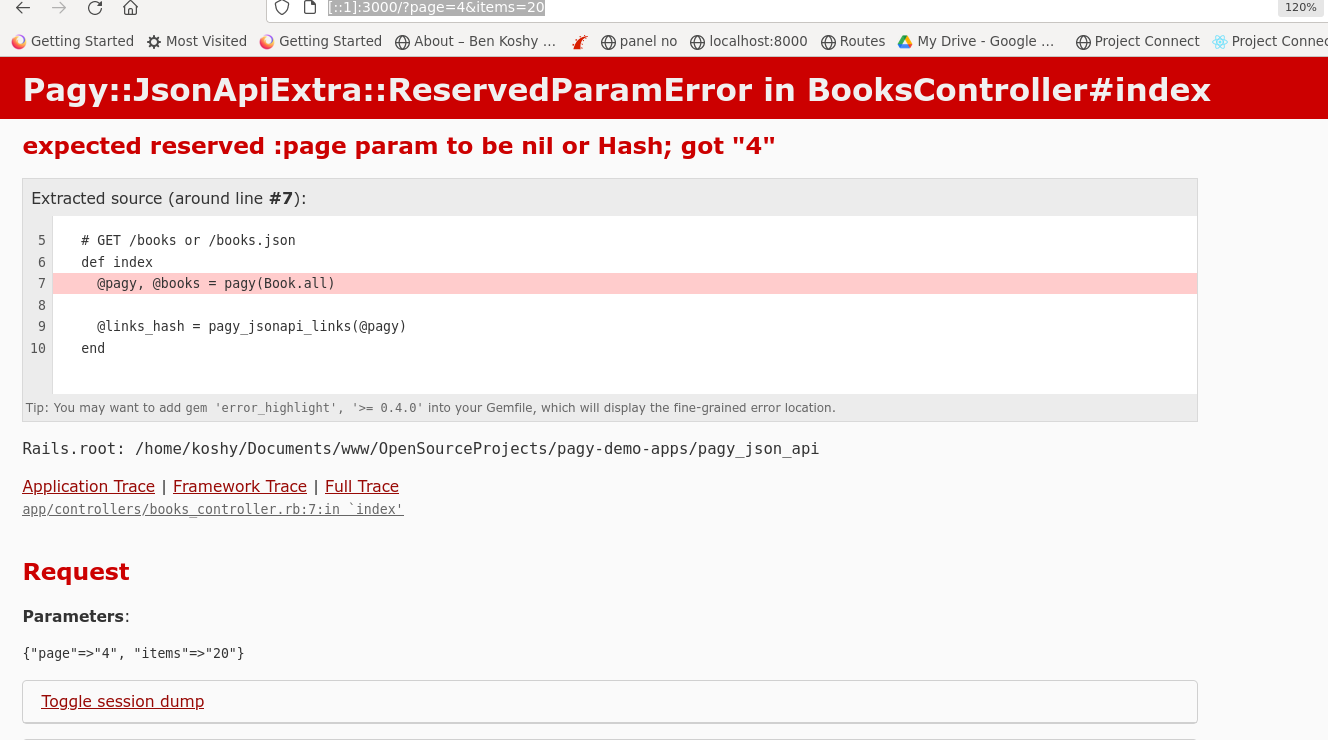 [::1]:3000/?page=4&items=20
120%
Getting Started Most Visited Getting Started About – Ben Koshy … panel no localhost:8000 Routes My Drive - Google … Project Connect Project Connec
Pagy::JsonApiExtra::ReservedParamError in BooksController#index
expected reserved :page param to be nil or Hash; got "4"
Extracted source (around line #7):
5 # GET /books or /books.json
6 def index
7 @pagy, @books = pagy(Book.all)
8
9 @links_hash = pagy_jsonapi_links(@pagy)
10 end
Tip: You may want to add gem 'error_highlight', '>= 0.4.0' into your Gemfile, which will display the fine-grained error location.
Rails.root: /home/koshy/Documents/www/OpenSourceProjects/pagy-demo-apps/pagy_json_api
Application Trace | Framework Trace | Full Trace
app/controllers/books_controller.rb:7:in `index'
Request
Parameters:
{"page"=>"4", "items"=>"20"}
Toggle session dump